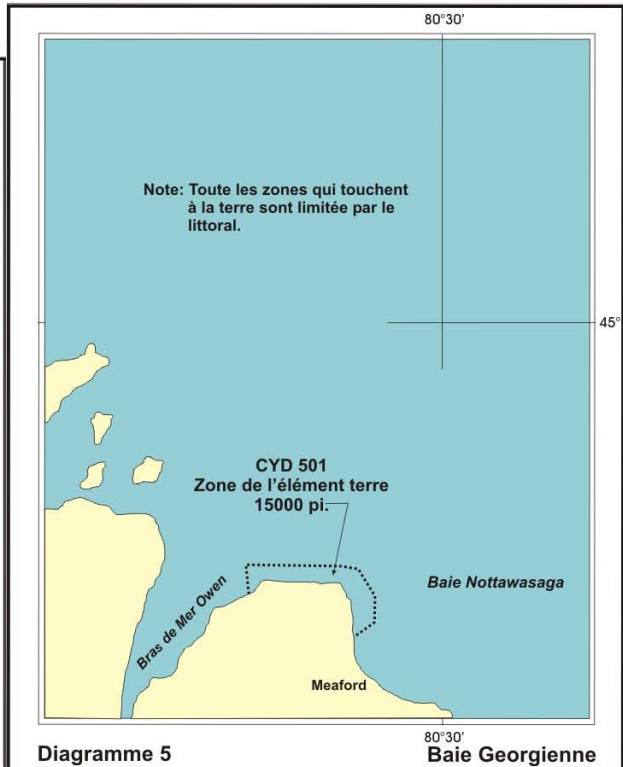 80°30'
Note: Toute les zones qui touchent
à la terre sont limitée par le
littoral.
45°
CYD 501
Zone de l'élément terre
15000 pi.
Baie Nottawasaga
Bras de Mer Owen
Meaford
80°30'
Diagramme 5
Baie Georgienne